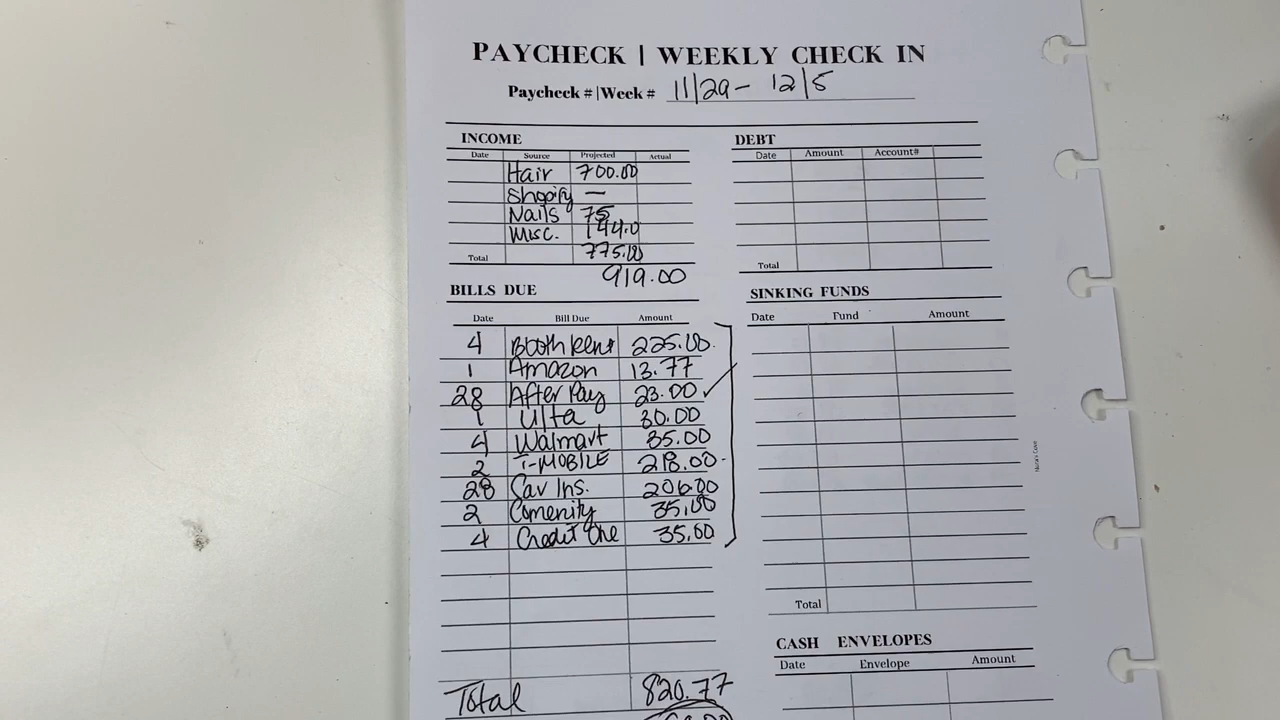 PAYCHECK | WEEKLY CHECK IN
Paycheck # |Week # 11/29 - 12/5
INCOME
Date Source Projected Actual
Hair 700.00
Shopify —
Nails 75
Misc. 144.0
Total 775.00
919.00
BILLS DUE
Date Bill Due Amount
4 Booth Rent 225.00
1 Amazon 13.77
28 After Pay 23.00 ✓
1 Ulta 30.00
4 Walmart 35.00
2 T-MOBILE 218.00
28 Car Ins. 206.00
2 Comenity 35.00
4 Credit One 35.00
Total 820.77
DEBT
Date Amount Account#
Total
SINKING FUNDS
Date Fund Amount
Total
CASH ENVELOPES
Date Envelope Amount